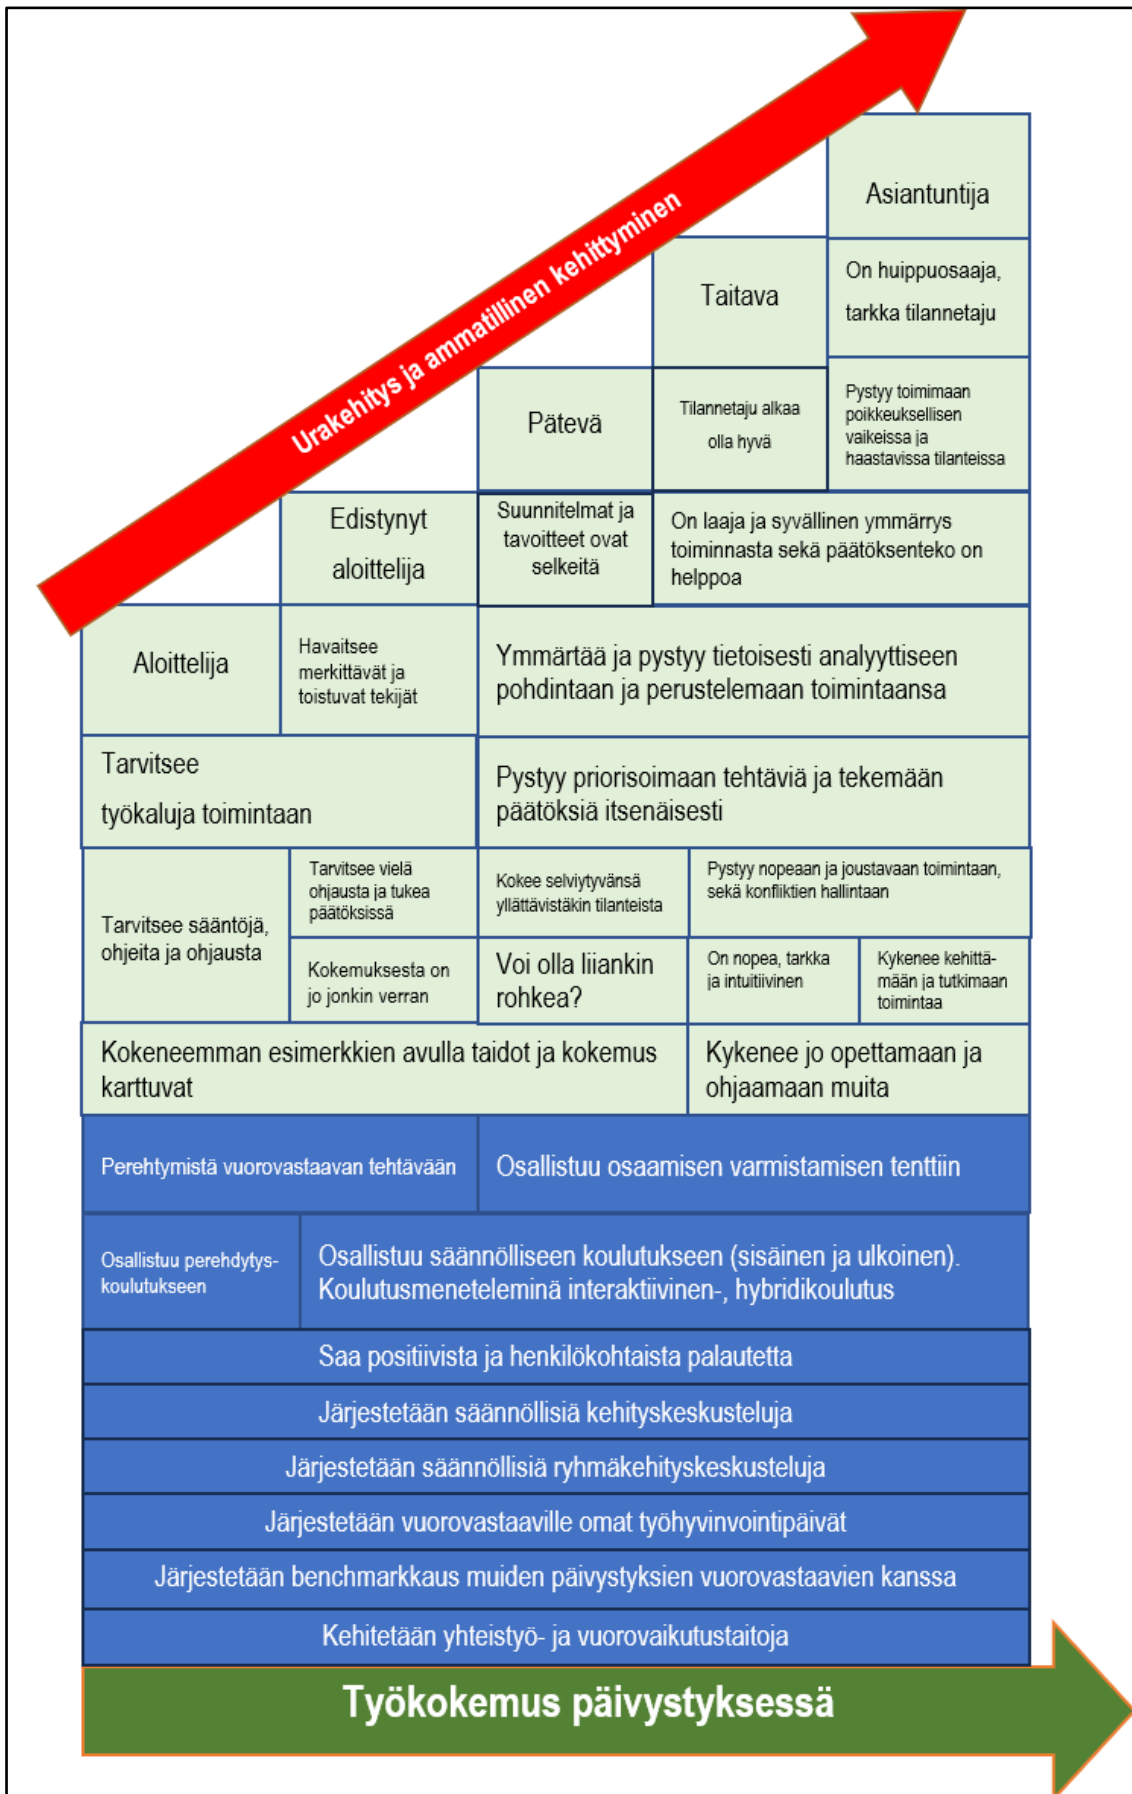 Urakehitys ja ammatillinen kehittyminen
Asiantuntija
Taitava
On huippuosaaja,
tarkka tilannetaju
Pätevä
Tilannetaju alkaa
olla hyvä
Pystyy toimimaan
poikkeuksellisen
vaikeissa ja
haastavissa tilanteissa
Edistynyt
aloittelija
Suunnitelmat ja
tavoitteet ovat
selkeitä
On laaja ja syvällinen ymmärrys
toiminnasta sekä päätöksenteko on
helppoa
Aloittelija
Havaitsee
merkittävät ja
toistuvat tekijät
Ymmärtää ja pystyy tietoisesti analyyttiseen
pohdintaan ja perustelemaan toimintaansa
Tarvitsee
työkaluja toimintaan
Pystyy priorisoimaan tehtäviä ja tekemään
päätöksiä itsenäisesti
Tarvitsee sääntöjä,
ohjeita ja ohjausta
Tarvitsee vielä
ohjausta ja tukea
päätöksissä
Kokee selviytyvänsä
yllättävistäkin tilanteista
Pystyy nopeaan ja joustavaan toimintaan,
sekä konfliktien hallintaan
Kokemuksesta on
jo jonkin verran
Voi olla liiankin
rohkea?
On nopea, tarkka
ja intuitiivinen
Kykenee kehittä-
mään ja tutkimaan
toimintaa
Kokeneemman esimerkkien avulla taidot ja kokemus
karttuvat
Kykenee jo opettamaan ja
ohjaamaan muita
Perehtymistä vuorovastaavan tehtävään
Osallistuu osaamisen varmistamisen tenttiin
Osallistuu perehdytys-
koulutukseen
Osallistuu säännölliseen koulutukseen (sisäinen ja ulkoinen).
Koulutusmeneteleminä interaktiivinen-, hybridikoulutus
Saa positiivista ja henkilökohtaista palautetta
Järjestetään säännöllisiä kehityskeskusteluja
Järjestetään säännöllisiä ryhmäkehityskeskusteluja
Järjestetään vuorovastaaville omat työhyvinvointipäivät
Järjestetään benchmarkkaus muiden päivystyksien vuorovastaavien kanssa
Kehitetään yhteistyö- ja vuorovaikutustaitoja
Työkokemus päivystyksessä